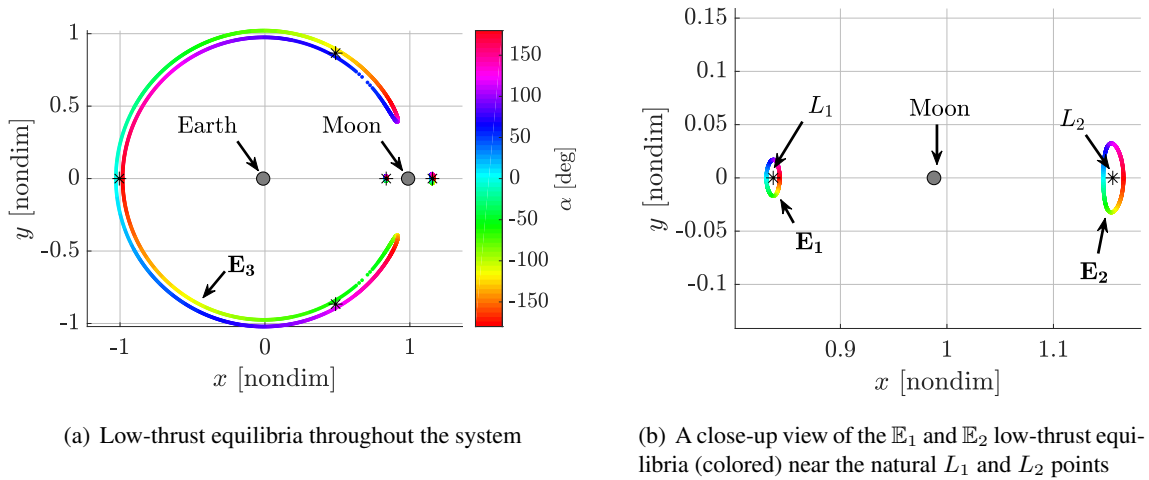 1
0.5
0
-0.5
-1
-1
0
1
y [nondim]
x [nondim]
Earth
Moon
E₃
150
100
50
0
-50
-100
-150
α [deg]
(a) Low-thrust equilibria throughout the system
0.15
0.1
0.05
0
-0.05
-0.1
0.9
1
1.1
y [nondim]
x [nondim]
L₁
Moon
L₂
E₁
E₂
(b) A close-up view of the 𝔼₁ and 𝔼₂ low-thrust equi-
libria (colored) near the natural L₁ and L₂ points